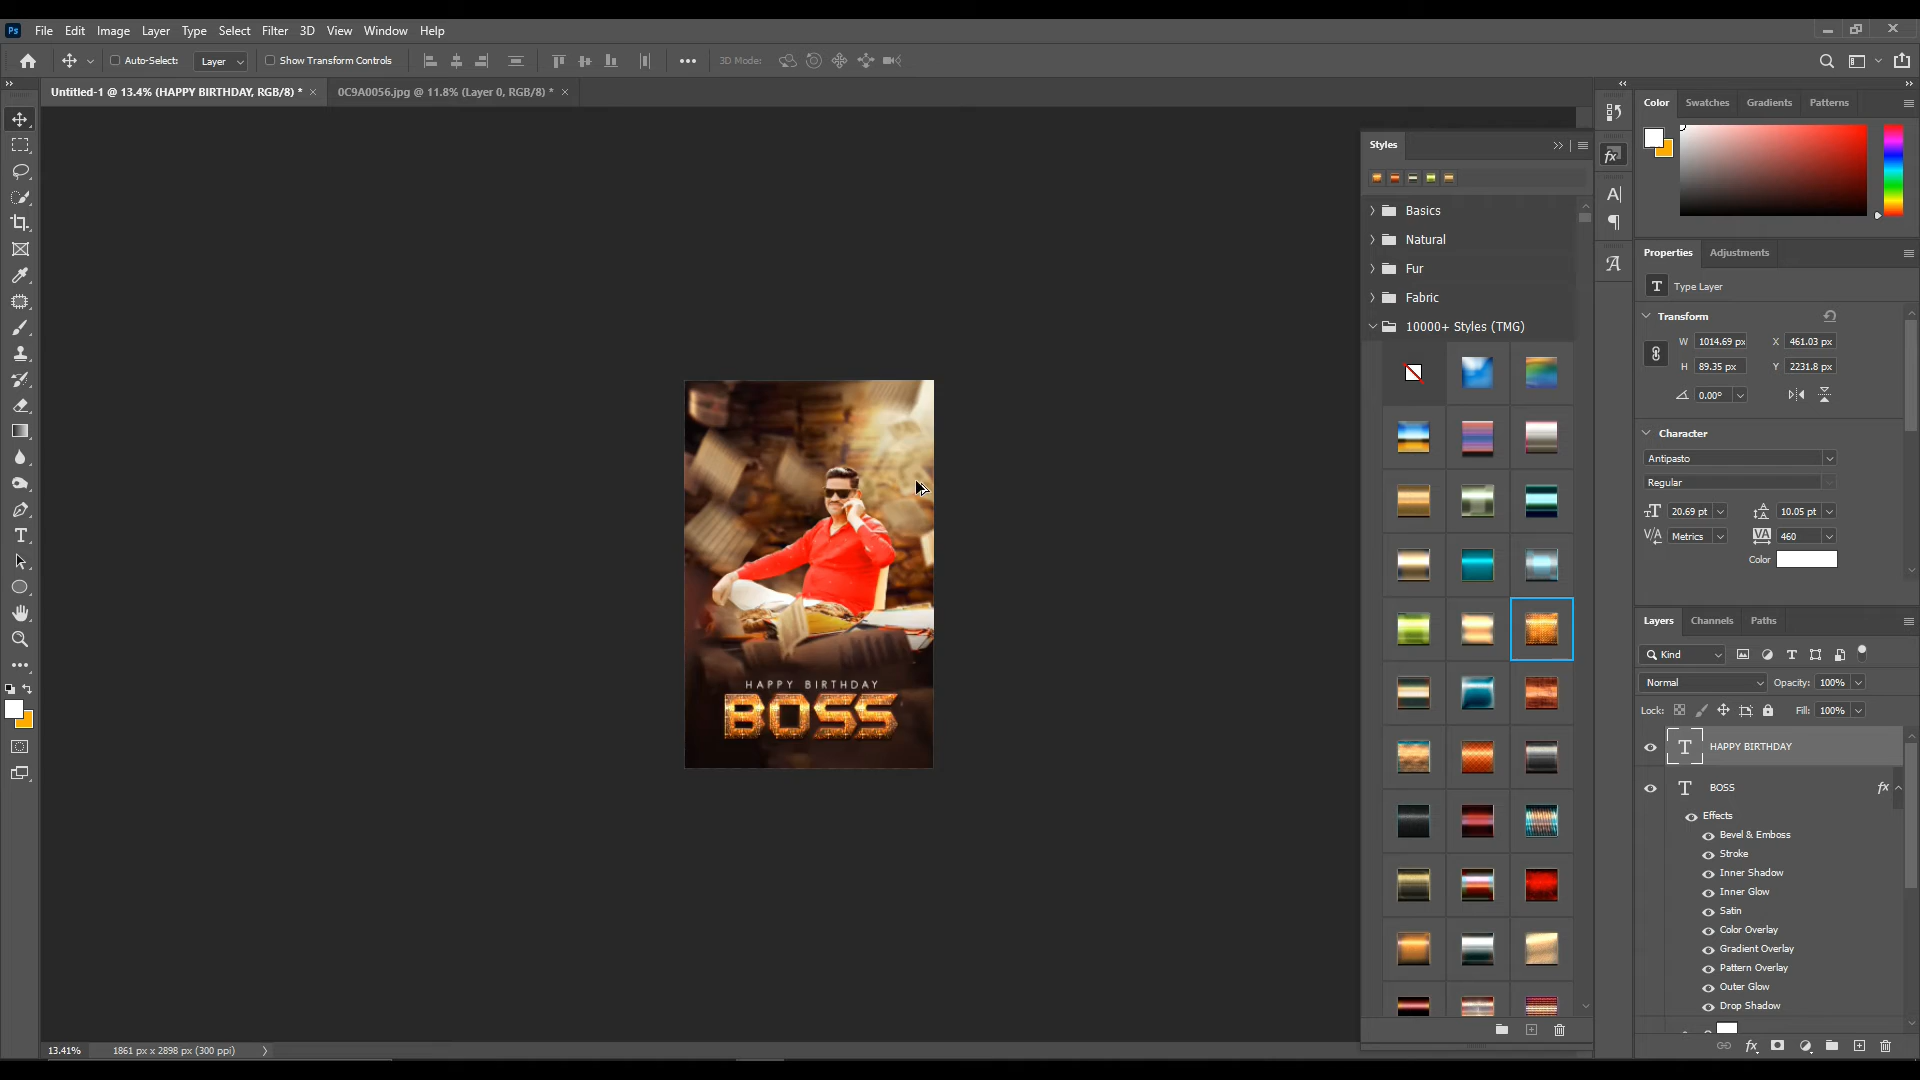 Ps File Edit Image Layer Type Select Filter 3D View Window Help
Auto-Select: Layer Show Transform Controls 3D Mode:
Untitled-1 @ 13.4% (HAPPY BIRTHDAY, RGB/8) * × 0C9A0056.jpg @ 11.8% (Layer 0, RGB/8) * ×
Styles
Basics
Natural
Fur
Fabric
10000+ Styles (TMG)
HAPPY BIRTHDAY
BOSS
Color Swatches Gradients Patterns
Properties Adjustments
T Type Layer
Transform
W 1014.69 px X 461.03 px
H 89.35 px Y 2231.8 px
0.00°
Character
Antipasto
Regular
20.69 pt 10.05 pt
Metrics 460
Color
Layers Channels Paths
Kind
Normal Opacity: 100%
Lock: Fill: 100%
T HAPPY BIRTHDAY
T BOSS fx
Effects
Bevel & Emboss
Stroke
Inner Shadow
Inner Glow
Satin
Color Overlay
Gradient Overlay
Pattern Overlay
Outer Glow
Drop Shadow
13.41% 1861 px x 2898 px (300 ppi)